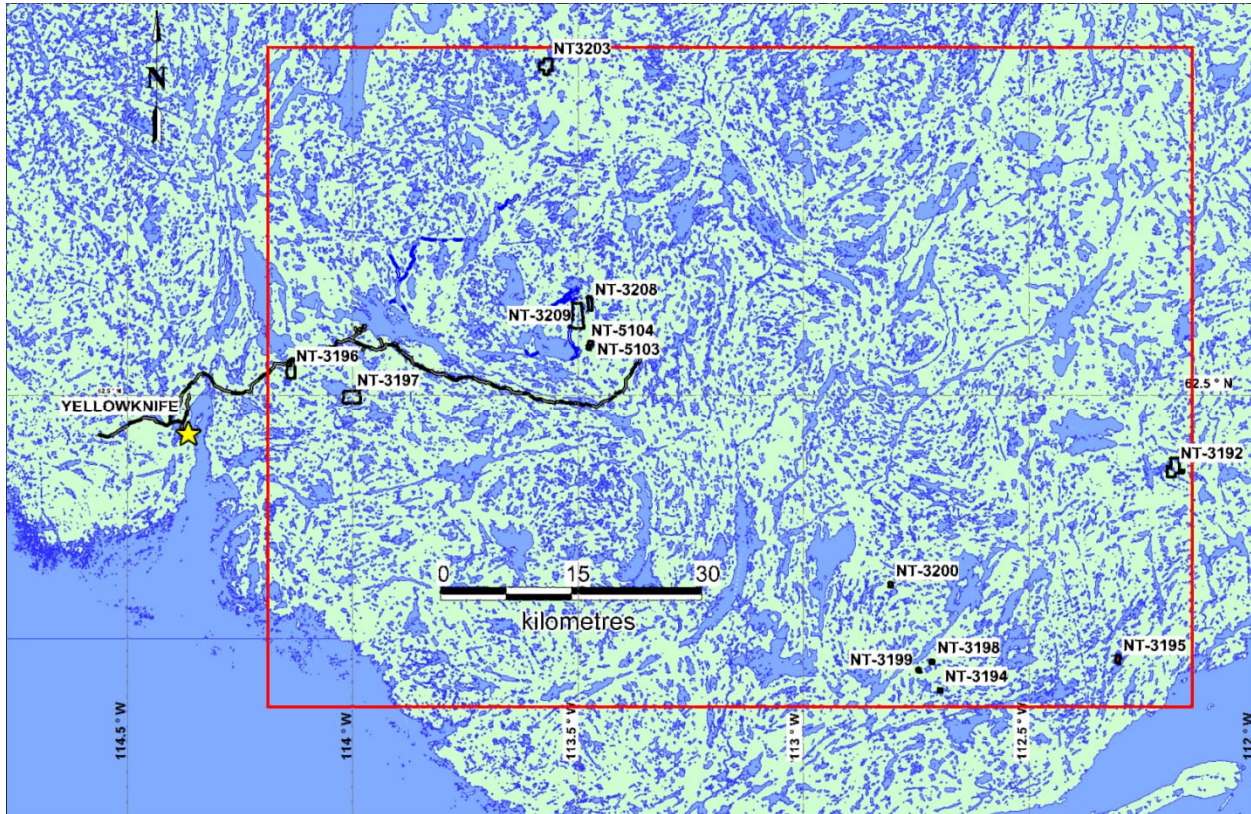 NT3203
N
NT-3208
NT-3209
NT-5104
NT-5103
NT-3196
NT-3197
62.5 ° N
62.5 ° N
YELLOWKNIFE
NT-3192
0 15 30
kilometres
NT-3200
NT-3198
NT-3199
NT-3195
NT-3194
114.5 ° W
114 ° W
113.5 ° W
113 ° W
112.5 ° W
112 ° W